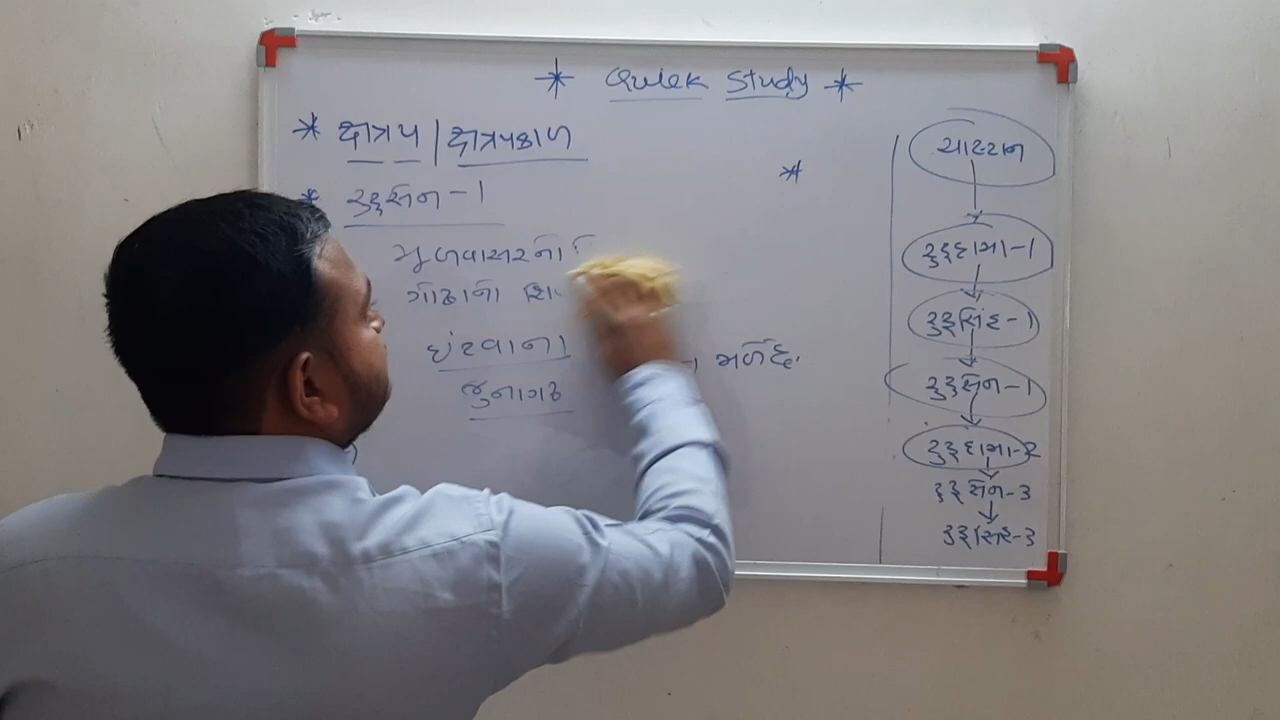 * Quick Study *
* ક્ષત્રપ | ક્ષત્રપકાળ
* રુદ્રસેન - 1
મુળવાસરનો
ગઢાનો
ઇંટવાના
મળેછે.
જુનાગઢ
*
ચાષ્ટાન
રુદ્રદામા-1
રુદ્રસિંહ-1
રુદ્રસેન-1
રુદ્રદામા-2
રુદ્રસેન-3
રુદ્રસિંહ-3